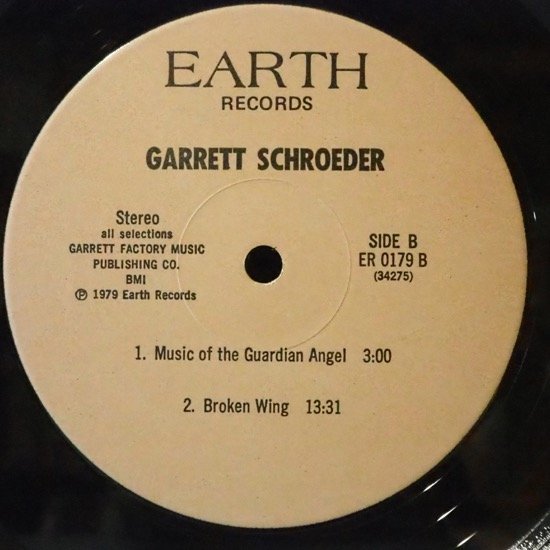 EARTH
RECORDS
GARRETT SCHROEDER
Stereo
all selections
GARRETT FACTORY MUSIC
PUBLISHING CO.
BMI
℗ 1979 Earth Records
SIDE B
ER 0179 B
(34275)
1. Music of the Guardian Angel 3:00
2. Broken Wing 13:31